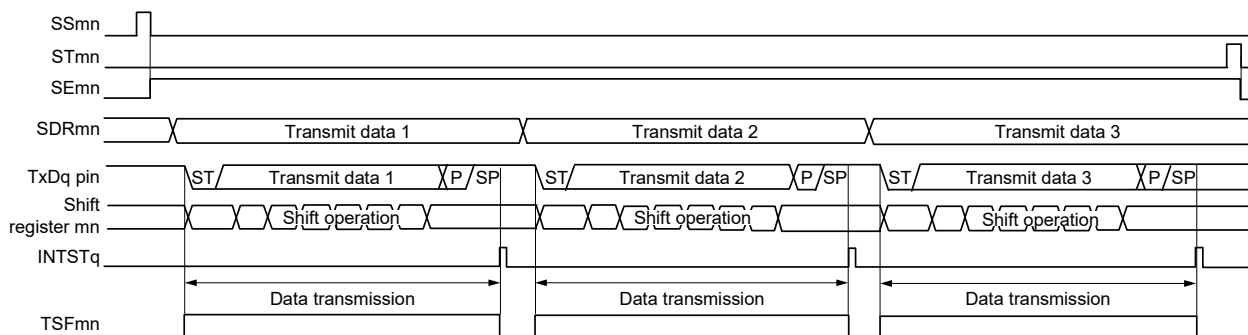 SSmn
STmn
SEmn
SDRmn Transmit data 1 Transmit data 2 Transmit data 3
TxDq pin ST Transmit data 1 P SP ST Transmit data 2 P SP ST Transmit data 3 P SP
Shift
register mn Shift operation Shift operation Shift operation
INTSTq
Data transmission Data transmission Data transmission
TSFmn